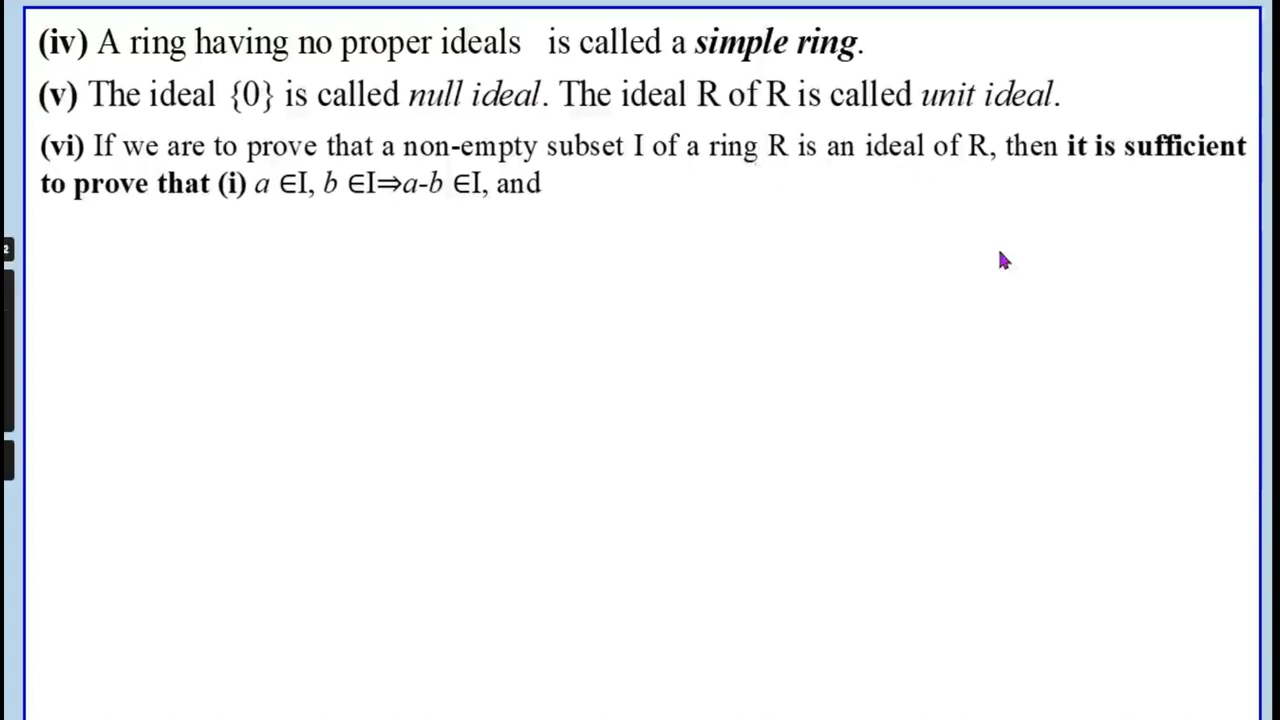 (iv) A ring having no proper ideals is called a simple ring.
(v) The ideal {0} is called null ideal. The ideal R of R is called unit ideal.
(vi) If we are to prove that a non-empty subset I of a ring R is an ideal of R, then it is sufficient
to prove that (i) a ∈I, b ∈I⇒a-b ∈I, and
2